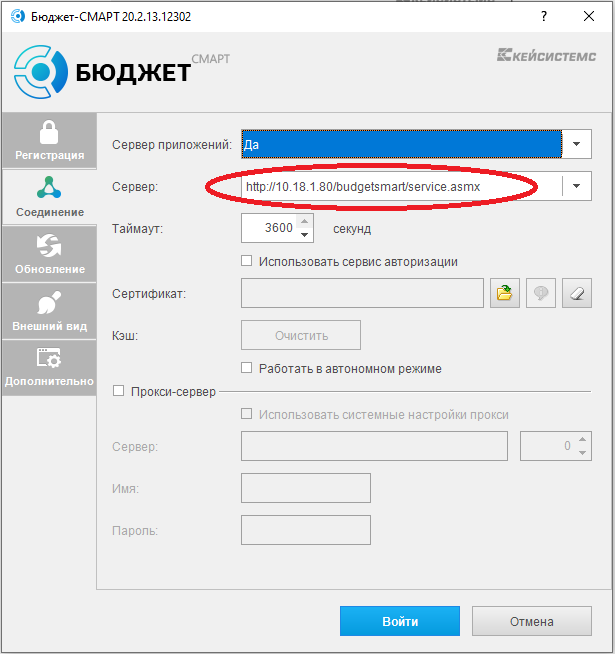 Бюджет-СМАРТ 20.2.13.12302
БЮДЖЕТ СМАРТ
КЕЙСИСТЕМС
Регистрация
Соединение
Обновление
Внешний вид
Дополнительно
Сервер приложений: Да
Сервер: http://10.18.1.80/budgetsmart/service.asmx
Таймаут: 3600 секунд
Использовать сервис авторизации
Сертификат:
Кэш: Очистить
Работать в автономном режиме
Прокси-сервер
Использовать системные настройки прокси
Сервер: 0
Имя:
Пароль:
Войти Отмена